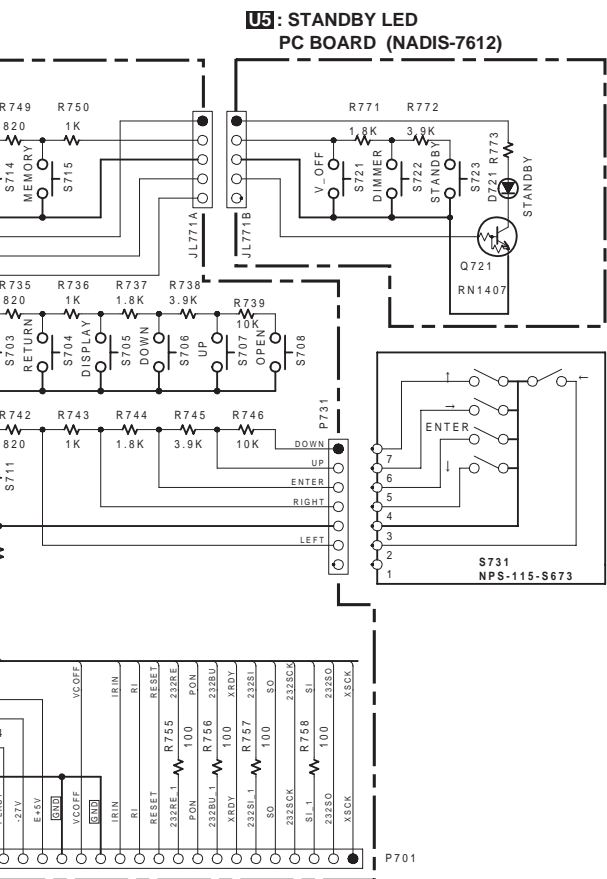 U5 : STANDBY LED
PC BOARD (NADIS-7612)
R749 R750
820 1K
S714 MEMORY S715
JL771A
JL771B
R771 R772
1.8K 3.9K
V_OFF S721 DIMMER S722 STANDBY S723
D721 R773
STANDBY
Q721
RN1407
R735 R736 R737 R738 R739
820 1K 1.8K 3.9K 10K
S703 RETURN S704 DISPLAY S705 DOWN S706 UP S707 OPEN S708
R742 R743 R744 R745 R746
820 1K 1.8K 3.9K 10K
S711
P731
DOWN
UP
ENTER
RIGHT
LEFT
↑
←
→
ENTER
↓
7
6
5
4
3
2
1
S731
NPS-115-S673
VCOFF IRIN RI RESET 232RE PON 232BU XRDY 232SI SO 232SCK SI 232SO XSCK
R755 100 R756 100 R757 100 R758 100
-27V E+5V GND VCOFF GND IRIN RI RESET 232RE_1 PON 232BU_1 XRDY 232SI_1 SO 232SCK SI_1 232SO XSCK
P701